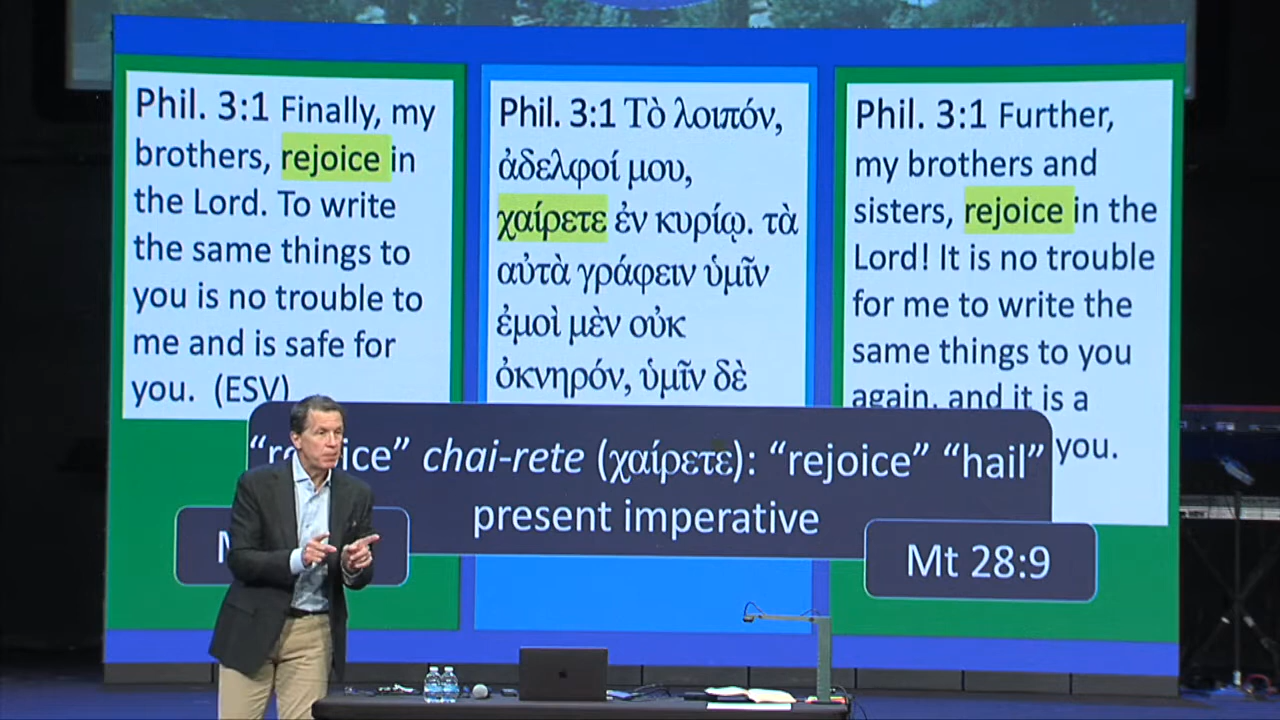 Phil. 3:1 Finally, my
brothers, rejoice in
the Lord. To write
the same things to
you is no trouble to
me and is safe for
you. (ESV)
Phil. 3:1 Τὸ λοιπόν,
ἀδελφοί μου,
χαίρετε ἐν κυρίῳ. τὰ
αὐτὰ γράφειν ὑμῖν
ἐμοὶ μὲν οὐκ
ὀκνηρόν, ὑμῖν δὲ
Phil. 3:1 Further,
my brothers and
sisters, rejoice in the
Lord! It is no trouble
for me to write the
same things to you
again, and it is a
you.
chai-rete (χαίρετε): “rejoice” “hail”
present imperative
Mt 28:9